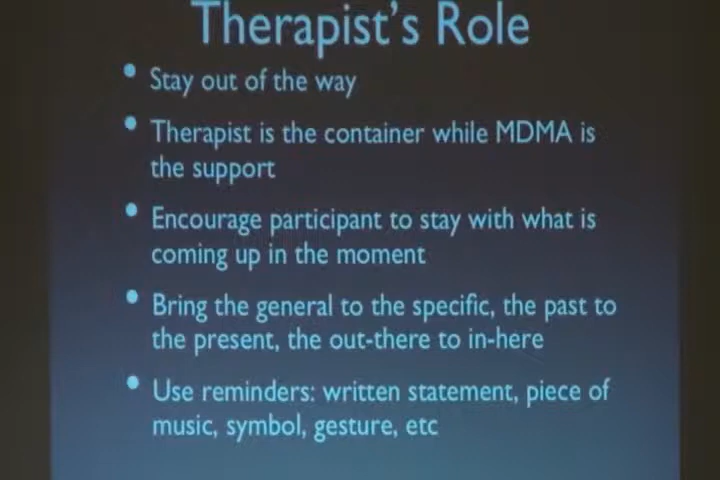 Therapist's Role
• Stay out of the way
• Therapist is the container while MDMA is
the support
• Encourage participant to stay with what is
coming up in the moment
• Bring the general to the specific, the past to
the present, the out-there to in-here
• Use reminders: written statement, piece of
music, symbol, gesture, etc